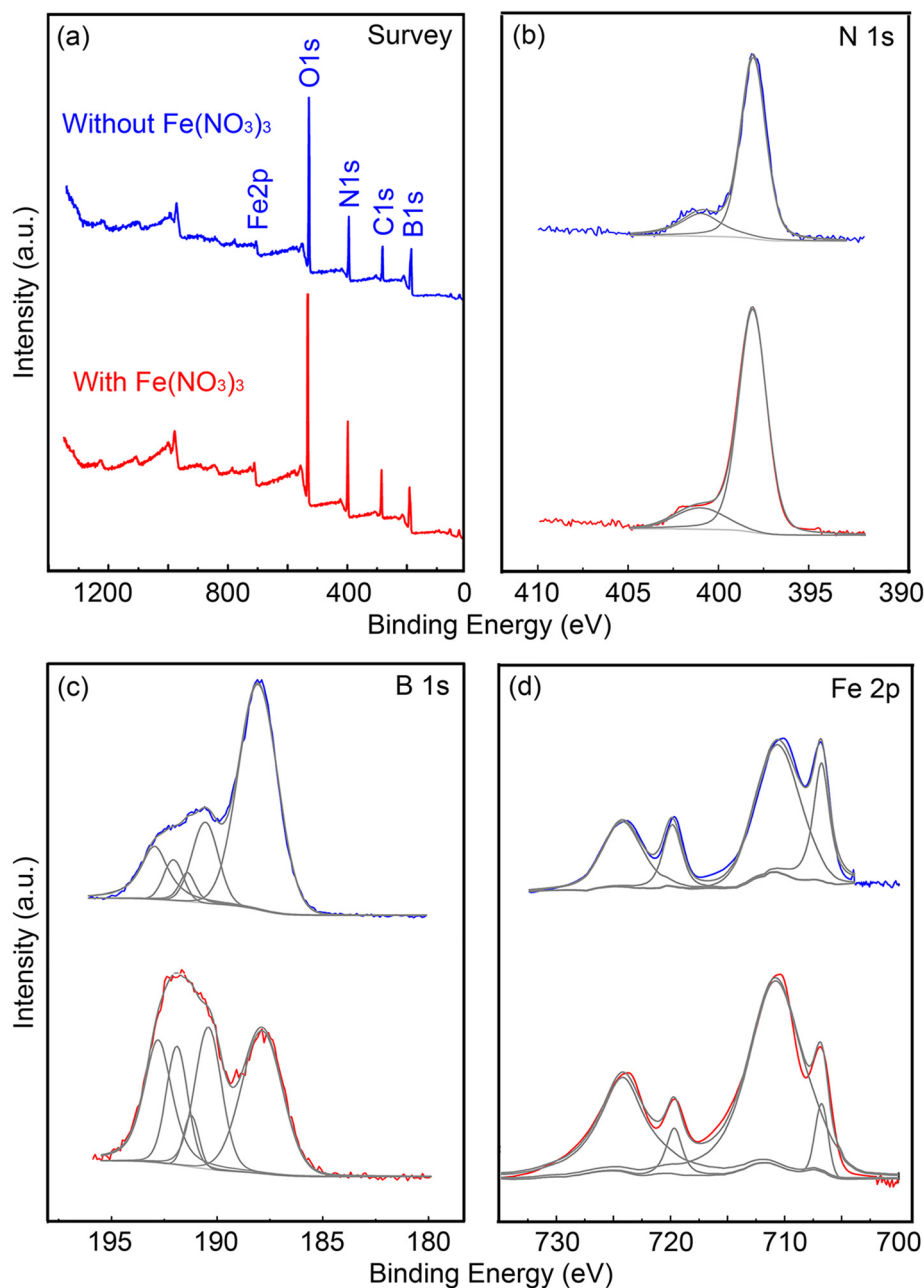 (a) Survey
Without Fe(NO₃)₃
Fe2p
O1s
N1s
C1s
B1s
With Fe(NO₃)₃
Intensity (a.u.)
1200 800 400 0
(b) N 1s
410 405 400 395 390
Binding Energy (eV)
(c) B 1s
Intensity (a.u.)
195 190 185 180
(d) Fe 2p
730 720 710 700
Binding Energy (eV)